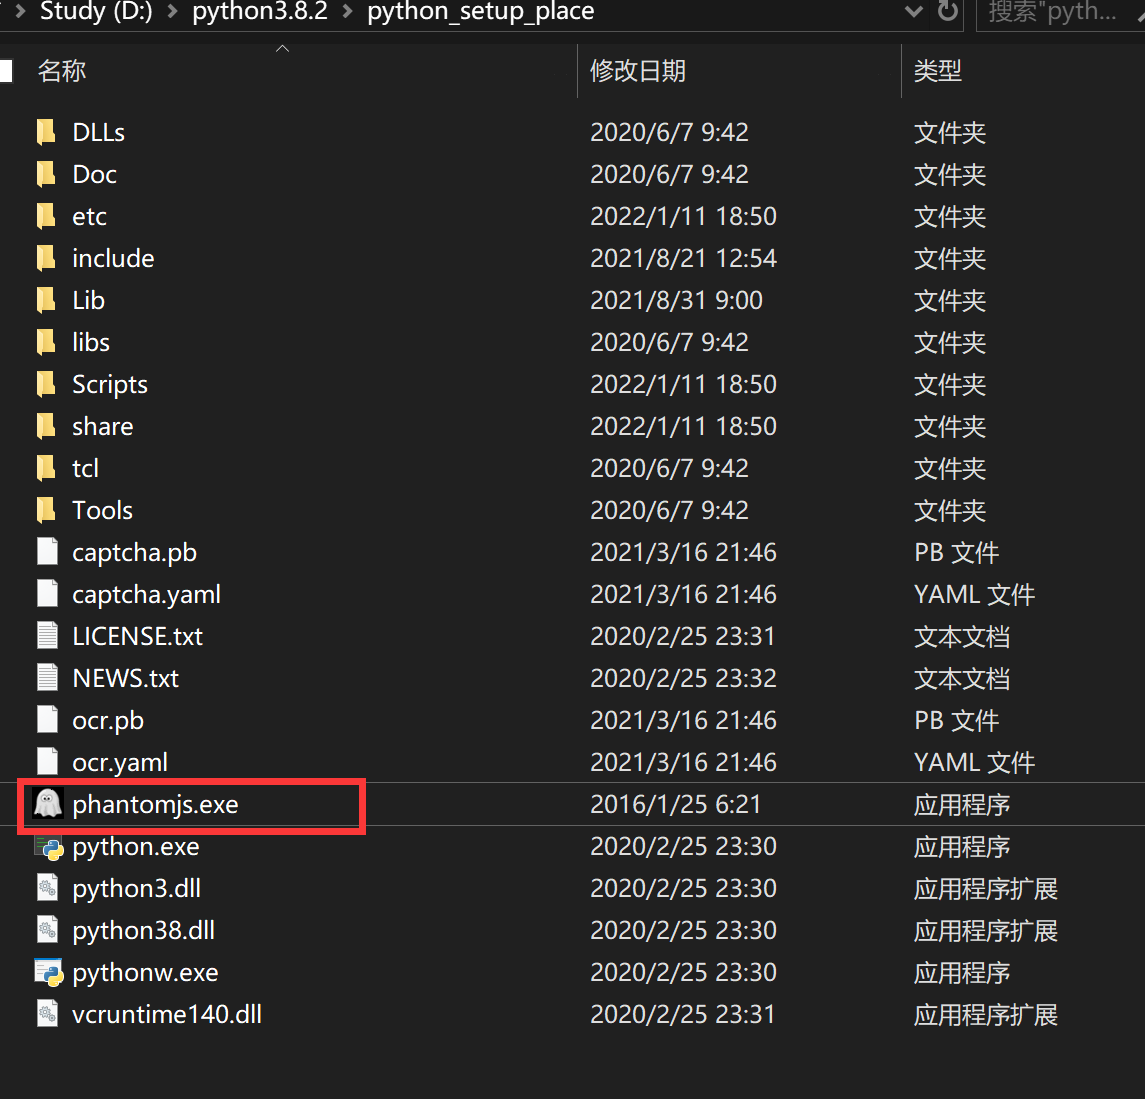 Study (D:) python3.8.2 python_setup_place 搜索"pyth...
名称 修改日期 类型
DLLs 2020/6/7 9:42 文件夹
Doc 2020/6/7 9:42 文件夹
etc 2022/1/11 18:50 文件夹
include 2021/8/21 12:54 文件夹
Lib 2021/8/31 9:00 文件夹
libs 2020/6/7 9:42 文件夹
Scripts 2022/1/11 18:50 文件夹
share 2022/1/11 18:50 文件夹
tcl 2020/6/7 9:42 文件夹
Tools 2020/6/7 9:42 文件夹
captcha.pb 2021/3/16 21:46 PB 文件
captcha.yaml 2021/3/16 21:46 YAML 文件
LICENSE.txt 2020/2/25 23:31 文本文档
NEWS.txt 2020/2/25 23:32 文本文档
ocr.pb 2021/3/16 21:46 PB 文件
ocr.yaml 2021/3/16 21:46 YAML 文件
phantomjs.exe 2016/1/25 6:21 应用程序
python.exe 2020/2/25 23:30 应用程序
python3.dll 2020/2/25 23:30 应用程序扩展
python38.dll 2020/2/25 23:30 应用程序扩展
pythonw.exe 2020/2/25 23:30 应用程序
vcruntime140.dll 2020/2/25 23:31 应用程序扩展